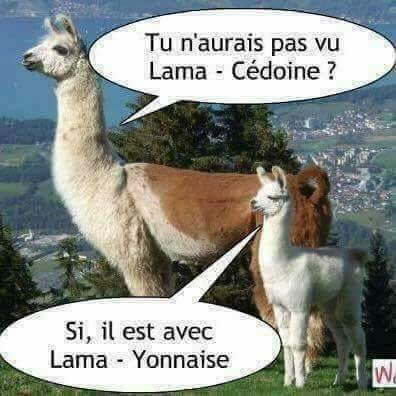 Tu n'aurais pas vu
Lama - Cédoine ?
Si, il est avec
Lama - Yonnaise